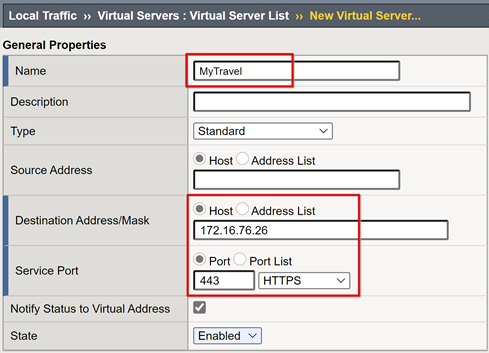 Local Traffic ›› Virtual Servers : Virtual Server List ›› New Virtual Server...
General Properties
Name MyTravel
Description
Type Standard
Source Address Host Address List
Destination Address/Mask Host Address List
172.16.76.26
Service Port Port Port List
443 HTTPS
Notify Status to Virtual Address
State Enabled